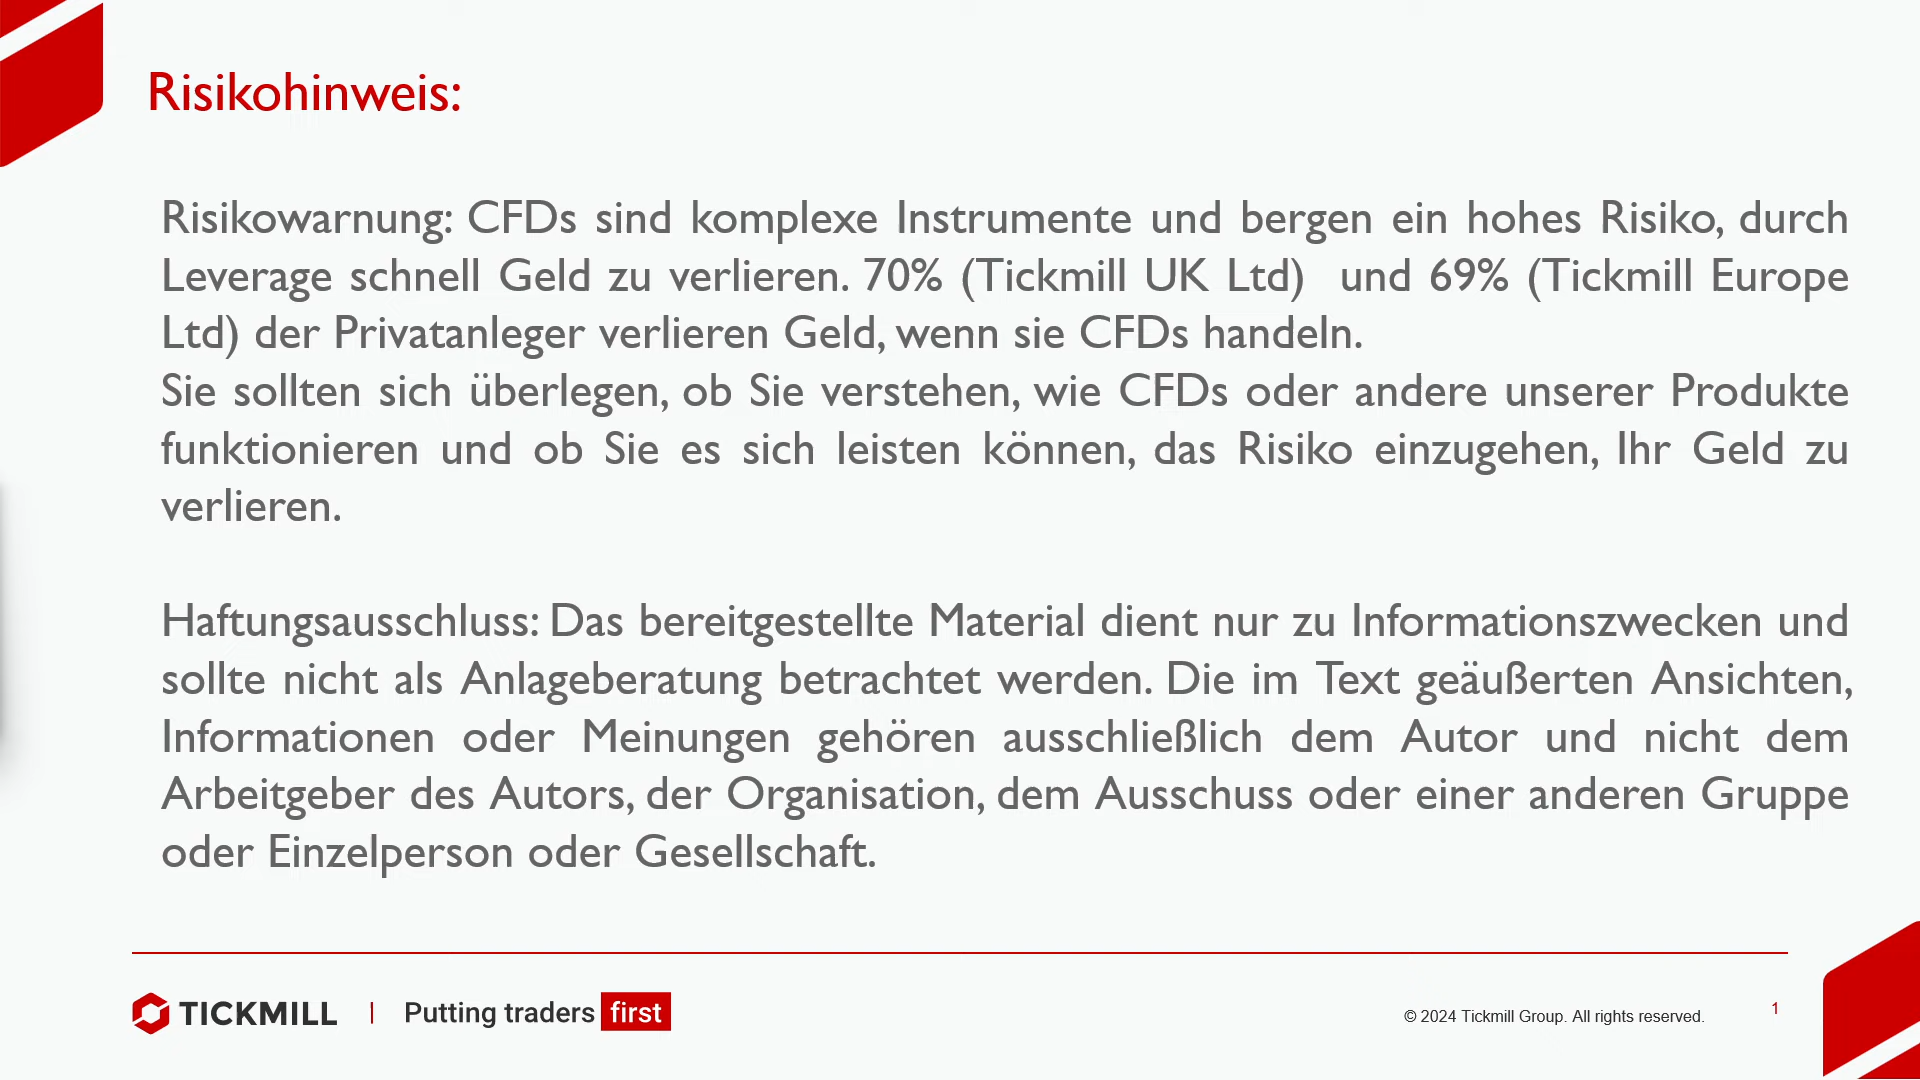 Risikohinweis:
Risikowarnung: CFDs sind komplexe Instrumente und bergen ein hohes Risiko, durch
Leverage schnell Geld zu verlieren. 70% (Tickmill UK Ltd) und 69% (Tickmill Europe
Ltd) der Privatanleger verlieren Geld, wenn sie CFDs handeln.
Sie sollten sich überlegen, ob Sie verstehen, wie CFDs oder andere unserer Produkte
funktionieren und ob Sie es sich leisten können, das Risiko einzugehen, Ihr Geld zu
verlieren.
Haftungsausschluss: Das bereitgestellte Material dient nur zu Informationszwecken und
sollte nicht als Anlageberatung betrachtet werden. Die im Text geäußerten Ansichten,
Informationen oder Meinungen gehören ausschließlich dem Autor und nicht dem
Arbeitgeber des Autors, der Organisation, dem Ausschuss oder einer anderen Gruppe
oder Einzelperson oder Gesellschaft.
TICKMILL | Putting traders first
© 2024 Tickmill Group. All rights reserved.
1